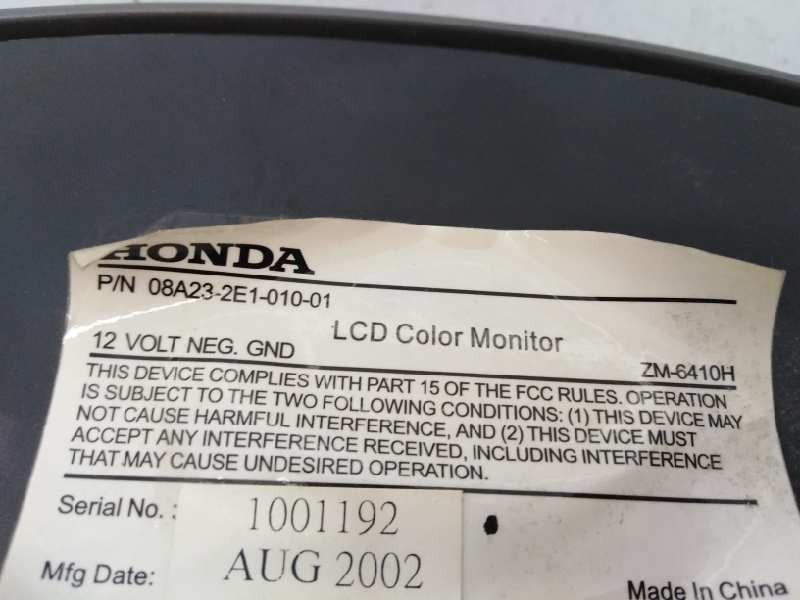 HONDA
P/N 08A23-2E1-010-01
LCD Color Monitor
12 VOLT NEG. GND
ZM-6410H
THIS DEVICE COMPLIES WITH PART 15 OF THE FCC RULES. OPERATION
IS SUBJECT TO THE TWO FOLLOWING CONDITIONS: (1) THIS DEVICE MAY
NOT CAUSE HARMFUL INTERFERENCE, AND (2) THIS DEVICE MUST
ACCEPT ANY INTERFERENCE RECEIVED, INCLUDING INTERFERENCE
THAT MAY CAUSE UNDESIRED OPERATION.
Serial No. : 1001192
Mfg Date: AUG 2002
Made In China